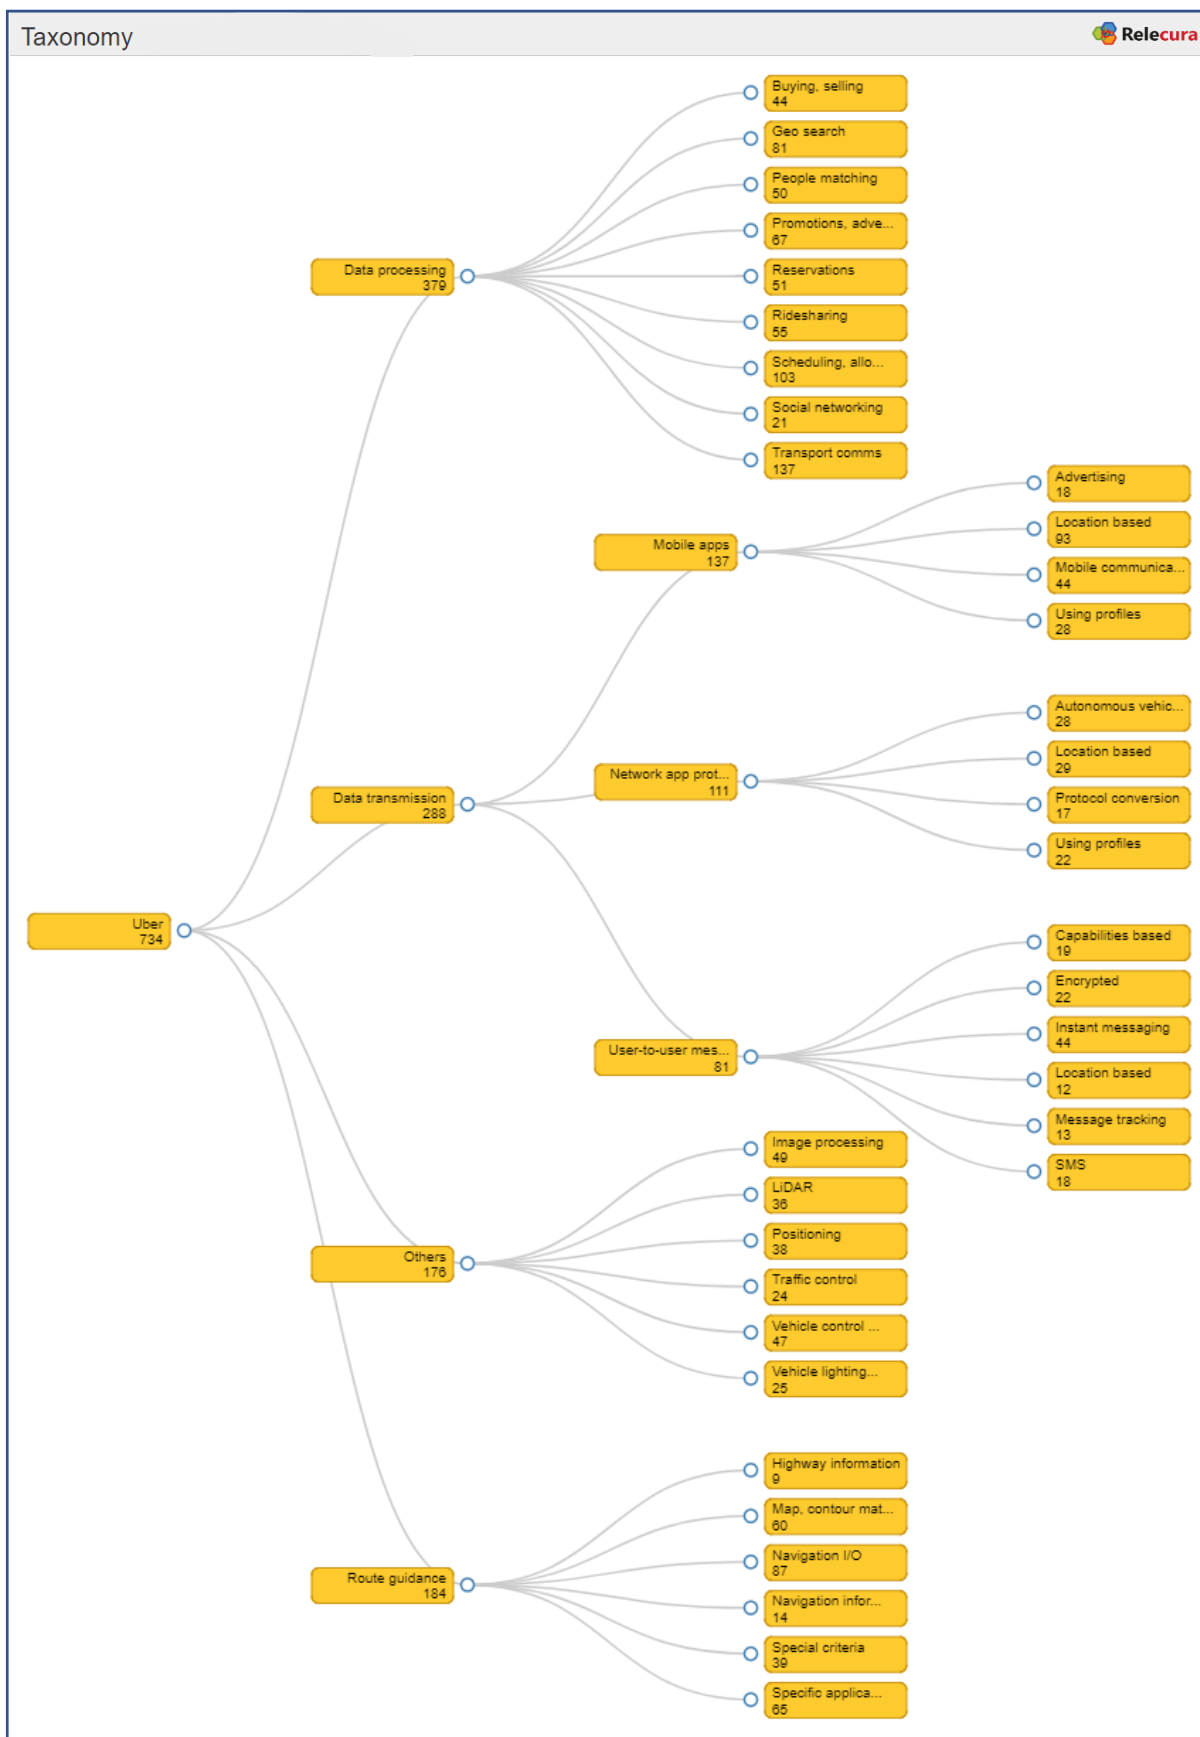 Taxonomy
Relecura
Buying, selling
44
Geo search
81
People matching
50
Promotions, adve...
67
Reservations
51
Ridesharing
55
Scheduling, allo...
103
Social networking
21
Transport comms
137
Data processing
379
Advertising
18
Location based
93
Mobile communica...
44
Using profiles
28
Mobile apps
137
Autonomous vehic...
28
Location based
29
Protocol conversion
17
Using profiles
22
Network app prot...
111
Data transmission
288
Uber
734
Capabilities based
19
Encrypted
22
Instant messaging
44
Location based
12
Message tracking
13
SMS
18
User-to-user mes...
81
Image processing
49
LiDAR
36
Positioning
38
Traffic control
24
Vehicle control ...
47
Vehicle lighting...
25
Others
176
Highway information
9
Map, contour mat...
60
Navigation I/O
87
Navigation infor...
14
Special criteria
39
Specific applica...
65
Route guidance
184